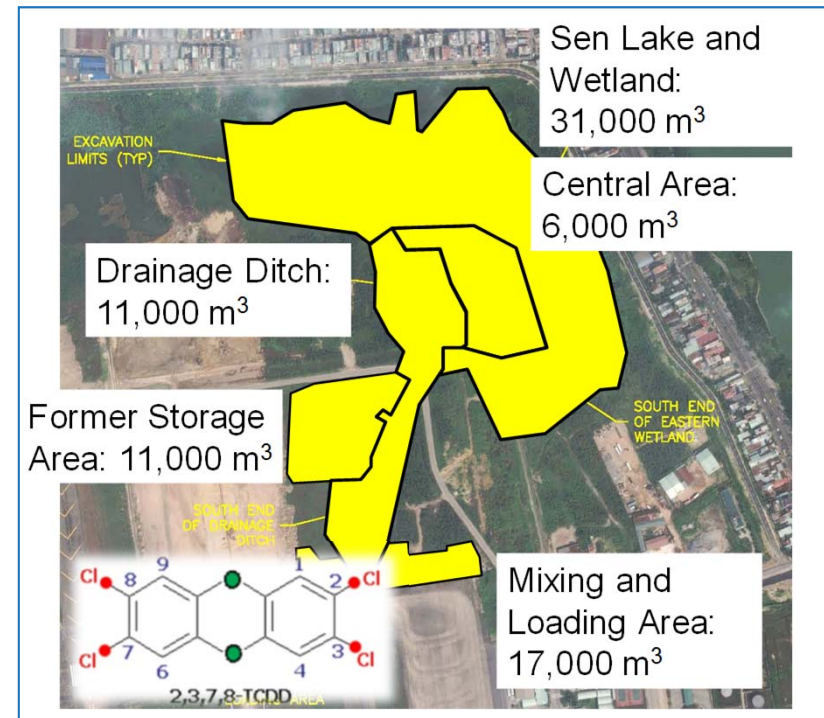 Sen Lake and
Wetland:
31,000 m³
EXCAVATION
LIMITS (TYP)
Central Area:
6,000 m³
Drainage Ditch:
11,000 m³
SOUTH END
OF EASTERN
WETLAND
Former Storage
Area: 11,000 m³
SOUTH END
OF DRAINAGE
DITCH
Mixing and
Loading Area:
17,000 m³
Cl 8 9 1 2 Cl
Cl 7 6 4 3 Cl
2,3,7,8-TCDD
AREA